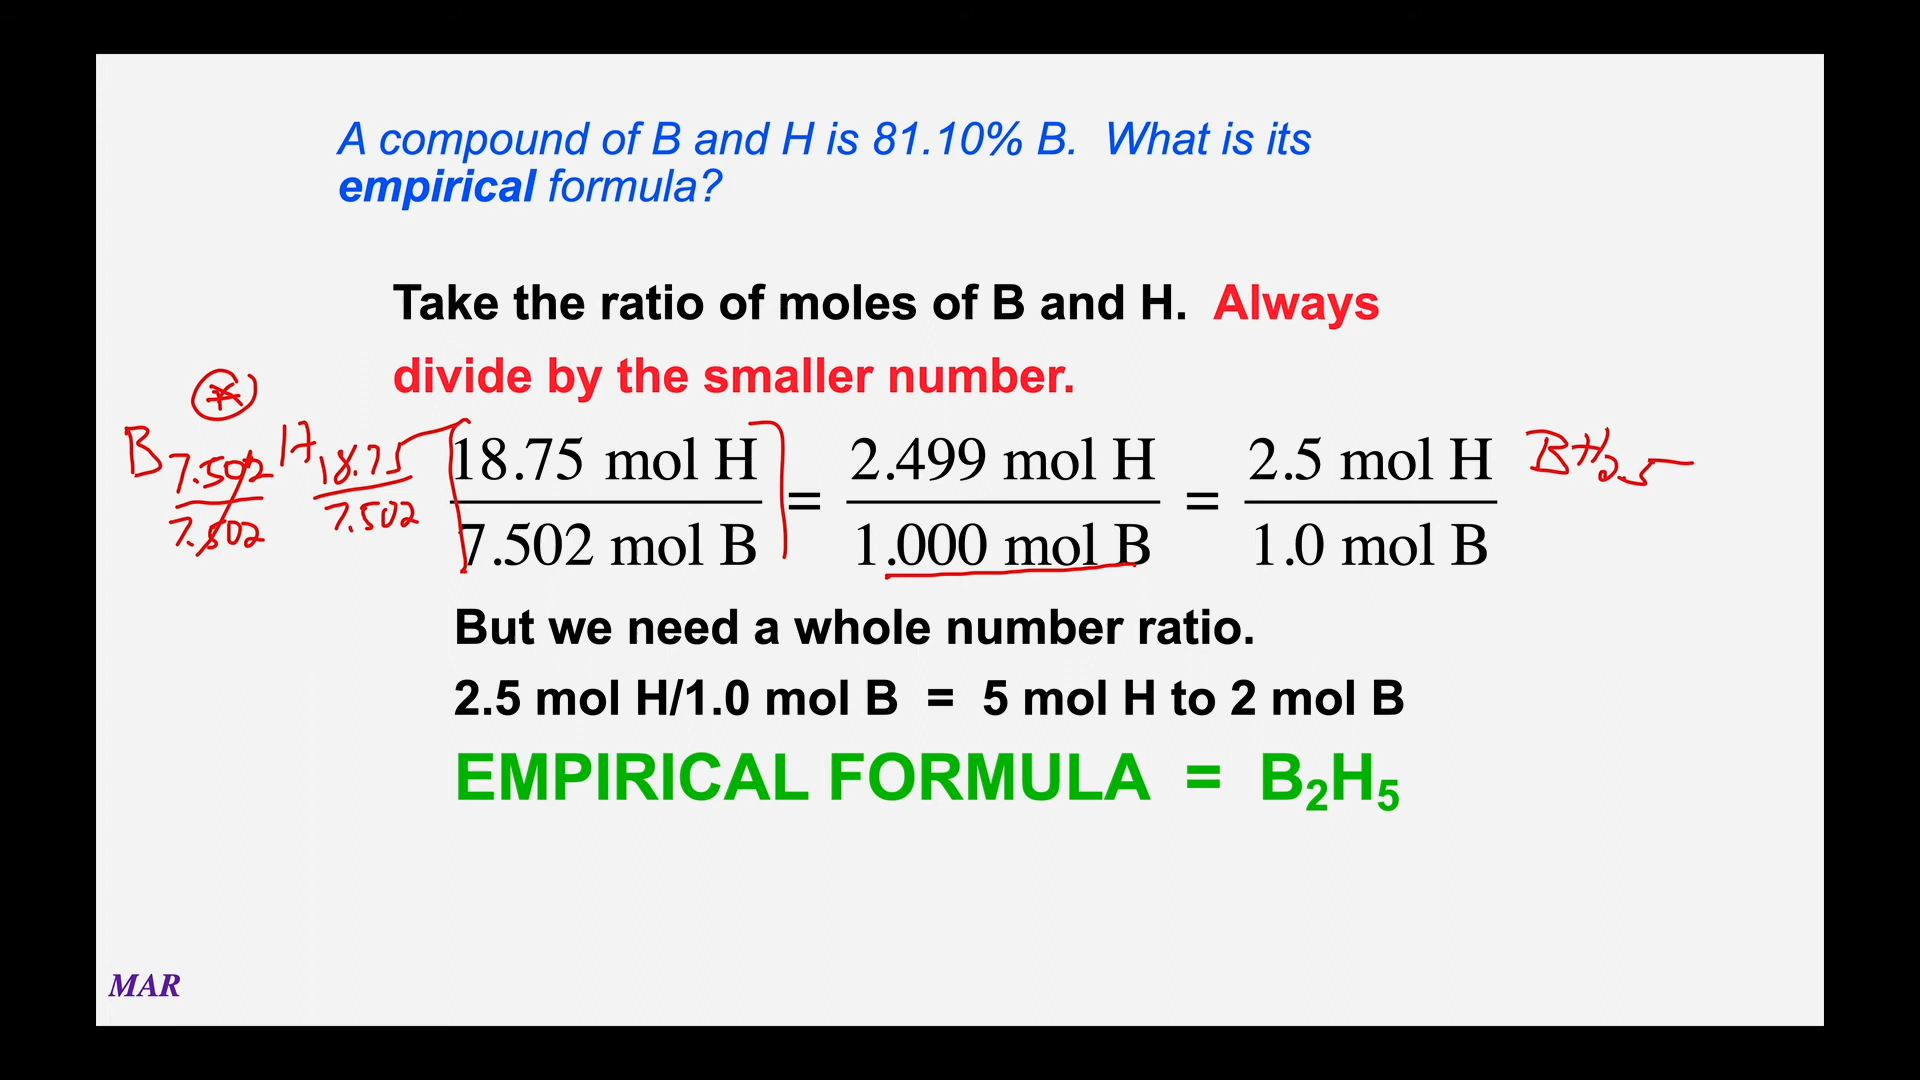 A compound of B and H is 81.10% B. What is its
empirical formula?
Take the ratio of moles of B and H. Always
divide by the smaller number.
B 7.502/7.502 H 18.75/7.502
18.75 mol H / 7.502 mol B = 2.499 mol H / 1.000 mol B = 2.5 mol H / 1.0 mol B
BH2.5
But we need a whole number ratio.
2.5 mol H/1.0 mol B = 5 mol H to 2 mol B
EMPIRICAL FORMULA = B₂H₅
MAR